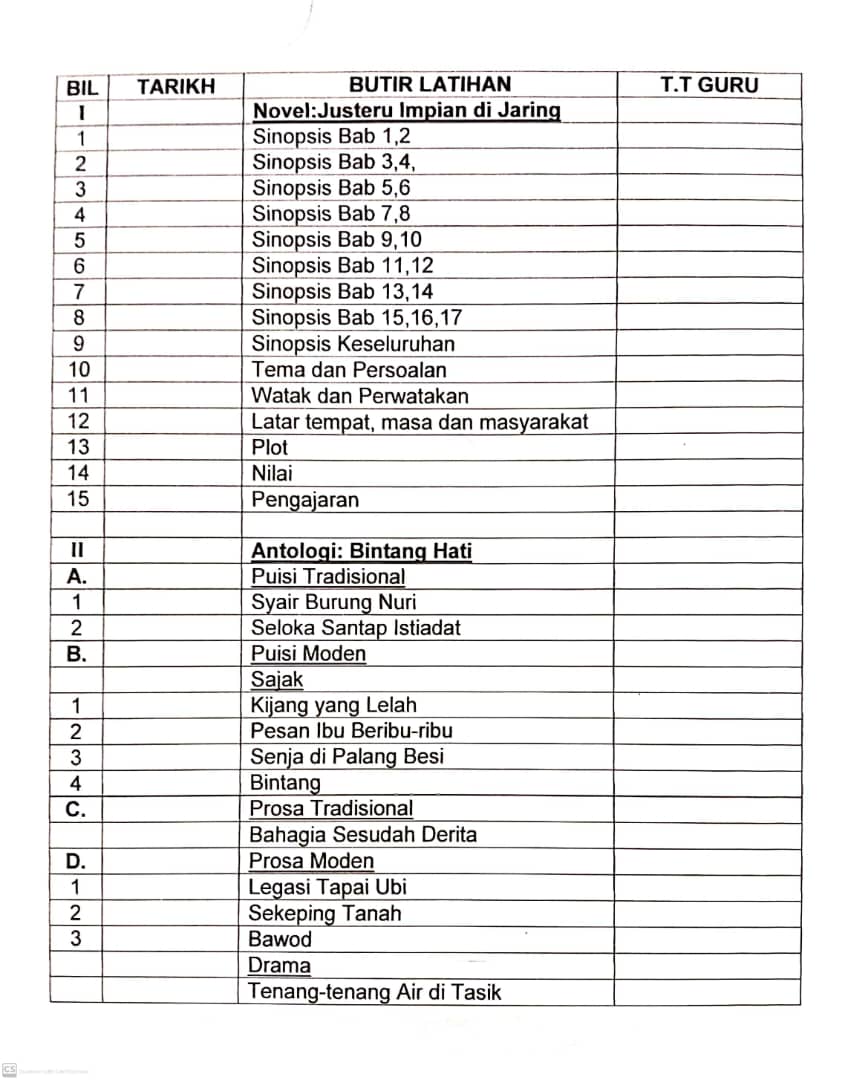 BIL TARIKH BUTIR LATIHAN T.T GURU
I Novel:Justeru Impian di Jaring
1 Sinopsis Bab 1,2
2 Sinopsis Bab 3,4,
3 Sinopsis Bab 5,6
4 Sinopsis Bab 7,8
5 Sinopsis Bab 9,10
6 Sinopsis Bab 11,12
7 Sinopsis Bab 13,14
8 Sinopsis Bab 15,16,17
9 Sinopsis Keseluruhan
10 Tema dan Persoalan
11 Watak dan Perwatakan
12 Latar tempat, masa dan masyarakat
13 Plot
14 Nilai
15 Pengajaran
II Antologi: Bintang Hati
A. Puisi Tradisional
1 Syair Burung Nuri
2 Seloka Santap Istiadat
B. Puisi Moden
Sajak
1 Kijang yang Lelah
2 Pesan Ibu Beribu-ribu
3 Senja di Palang Besi
4 Bintang
C. Prosa Tradisional
Bahagia Sesudah Derita
D. Prosa Moden
1 Legasi Tapai Ubi
2 Sekeping Tanah
3 Bawod
Drama
Tenang-tenang Air di Tasik
CS